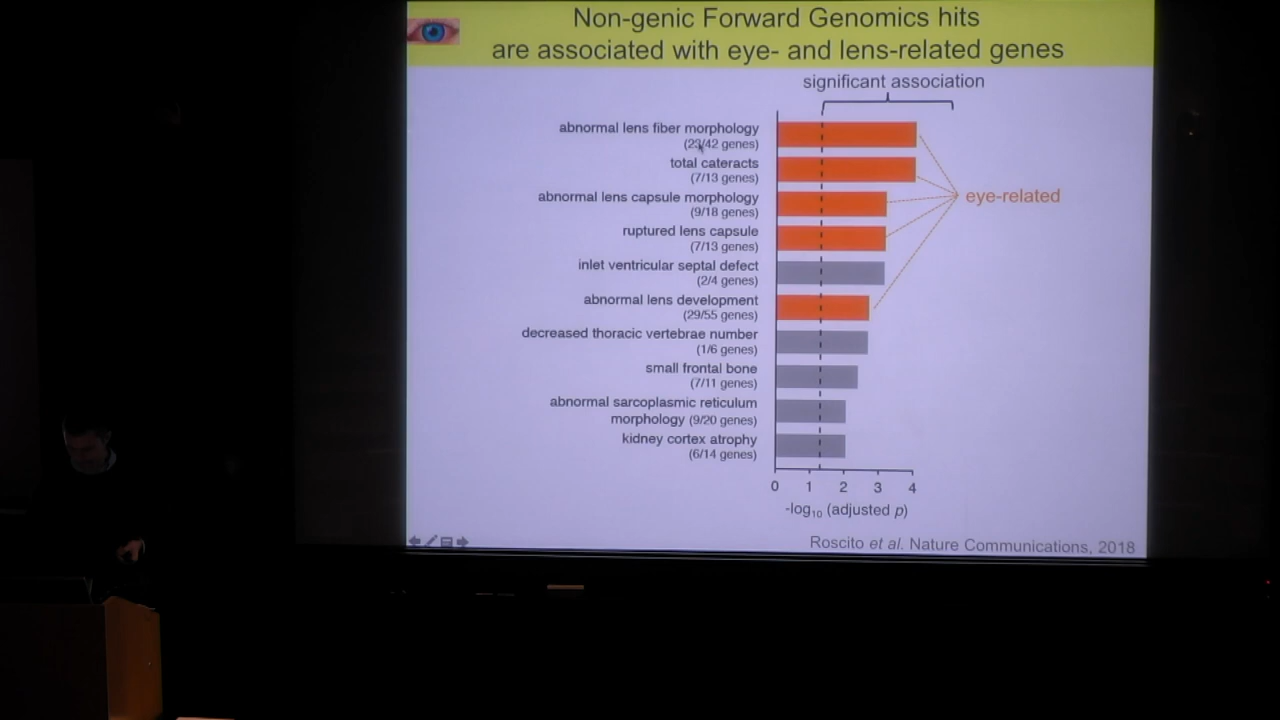 Non-genic Forward Genomics hits
are associated with eye- and lens-related genes
significant association
abnormal lens fiber morphology
(23/42 genes)
total cateracts
(7/13 genes)
abnormal lens capsule morphology
(9/18 genes)
eye-related
ruptured lens capsule
(7/13 genes)
inlet ventricular septal defect
(2/4 genes)
abnormal lens development
(29/55 genes)
decreased thoracic vertebrae number
(1/6 genes)
small frontal bone
(7/11 genes)
abnormal sarcoplasmic reticulum
morphology (9/20 genes)
kidney cortex atrophy
(6/14 genes)
0 1 2 3 4
-log₁₀ (adjusted p)
Roscito et al. Nature Communications, 2018